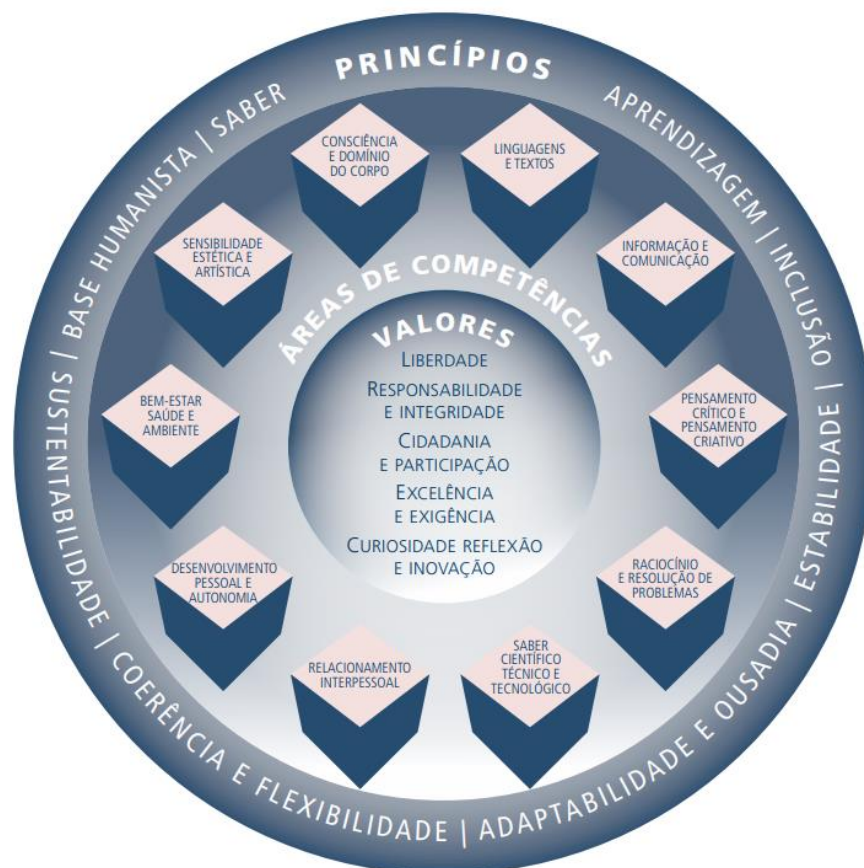 PRINCÍPIOS
APRENDIZAGEM | INCLUSÃO | ESTABILIDADE | ADAPTABILIDADE E OUSADIA | COERÊNCIA E FLEXIBILIDADE | SUSTENTABILIDADE | BASE HUMANISTA | SABER
ÁREAS DE COMPETÊNCIAS
LINGUAGENS
E TEXTOS
INFORMAÇÃO E
COMUNICAÇÃO
PENSAMENTO
CRÍTICO E
PENSAMENTO
CRIATIVO
RACIOCÍNIO
E RESOLUÇÃO DE
PROBLEMAS
SABER
CIENTÍFICO
TÉCNICO E
TECNOLÓGICO
RELACIONAMENTO
INTERPESSOAL
DESENVOLVIMENTO
PESSOAL E
AUTONOMIA
BEM-ESTAR
SAÚDE E
AMBIENTE
SENSIBILIDADE
ESTÉTICA E
ARTÍSTICA
CONSCIÊNCIA
E DOMÍNIO
DO CORPO
VALORES
LIBERDADE
RESPONSABILIDADE
E INTEGRIDADE
CIDADANIA
E PARTICIPAÇÃO
EXCELÊNCIA
E EXIGÊNCIA
CURIOSIDADE REFLEXÃO
E INOVAÇÃO